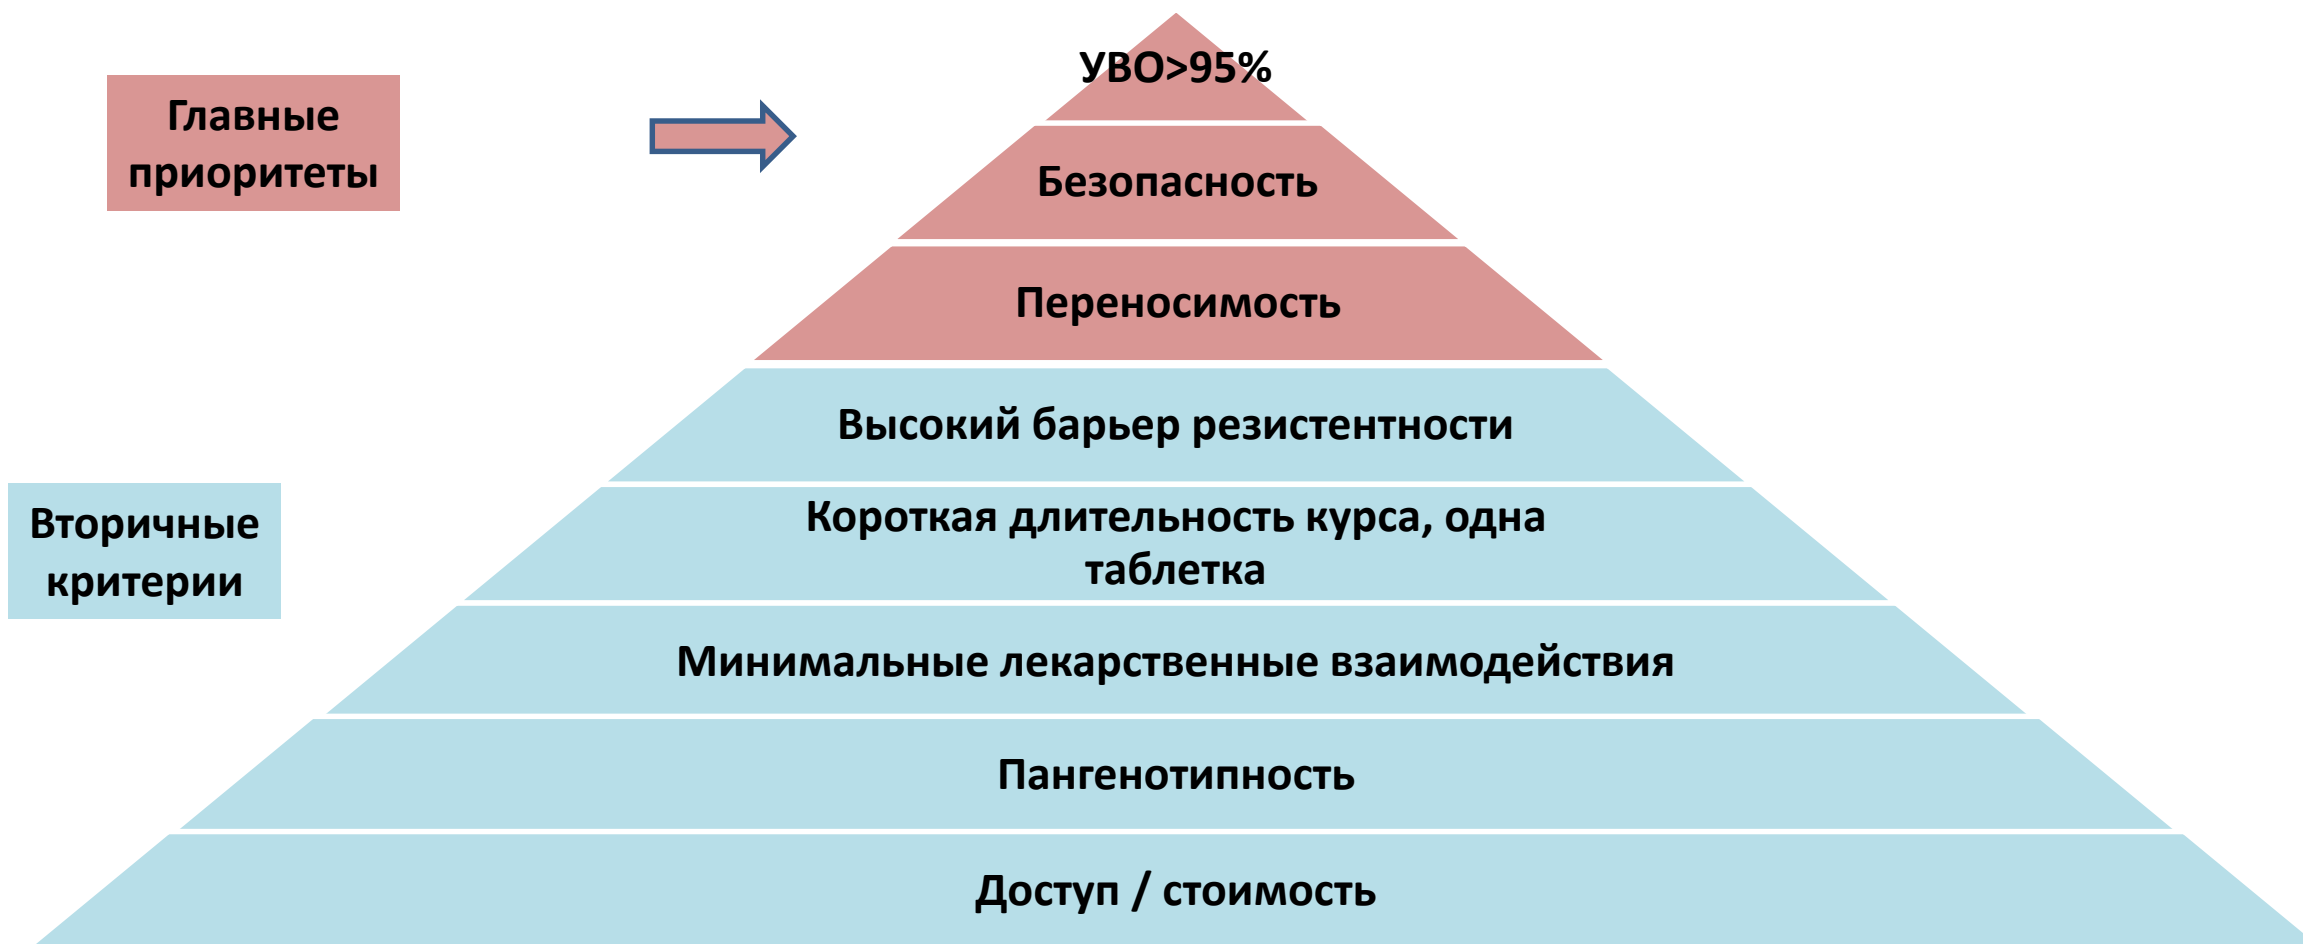 УВО>95%
Главные
приоритеты
Безопасность
Переносимость
Высокий барьер резистентности
Вторичные
критерии
Короткая длительность курса, одна
таблетка
Минимальные лекарственные взаимодействия
Пангенотипность
Доступ / стоимость